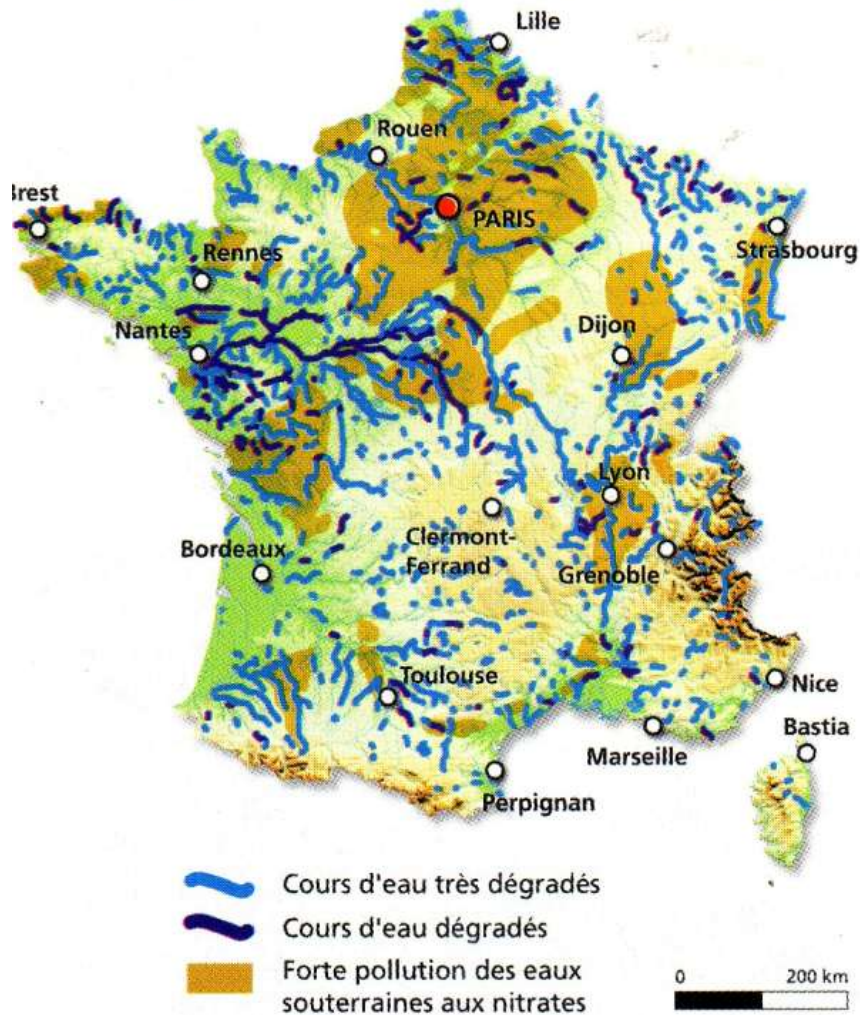 Lille
Rouen
Brest
PARIS
Strasbourg
Rennes
Nantes
Dijon
Lyon
Clermont-
Ferrand
Bordeaux
Grenoble
Toulouse
Nice
Bastia
Marseille
Perpignan
Cours d'eau très dégradés
Cours d'eau dégradés
Forte pollution des eaux
souterraines aux nitrates
0 200 km